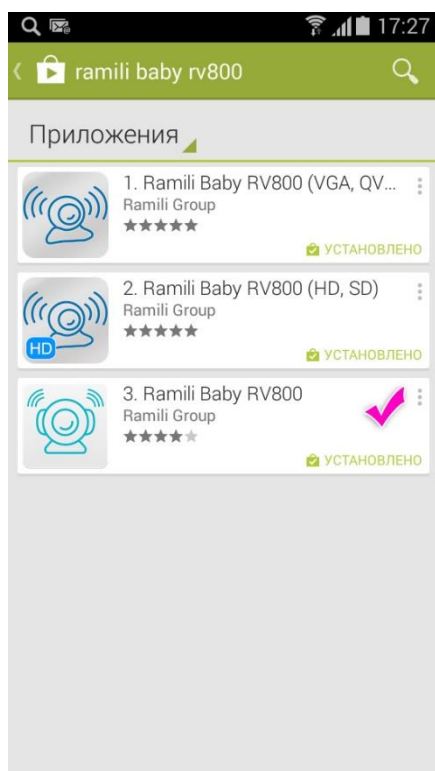 17:27
ramili baby rv800
Приложения
1. Ramili Baby RV800 (VGA, QV...
Ramili Group
УСТАНОВЛЕНО
2. Ramili Baby RV800 (HD, SD)
Ramili Group
HD
УСТАНОВЛЕНО
3. Ramili Baby RV800
Ramili Group
УСТАНОВЛЕНО